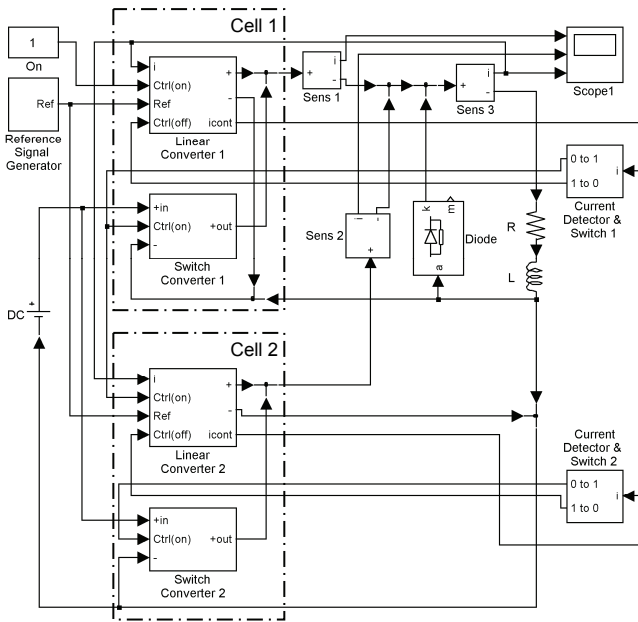 Cell 1
1
On
Ref
Reference
Signal
Generator
i
Ctrl(on)
Ref
Ctrl(off)
+
-
icont
Linear
Converter 1
+in
Ctrl(on)
-
+out
Switch
Converter 1
+
i
-
Sens 1
i
-
+
Sens 2
k
m
a
Diode
+
i
-
Sens 3
Scope1
0 to 1
1 to 0
i
Current
Detector &
Switch 1
R
L
DC
+
Cell 2
i
Ctrl(on)
Ref
Ctrl(off)
+
-
icont
Linear
Converter 2
+in
Ctrl(on)
-
+out
Switch
Converter 2
Current
Detector &
Switch 2
0 to 1
1 to 0
i